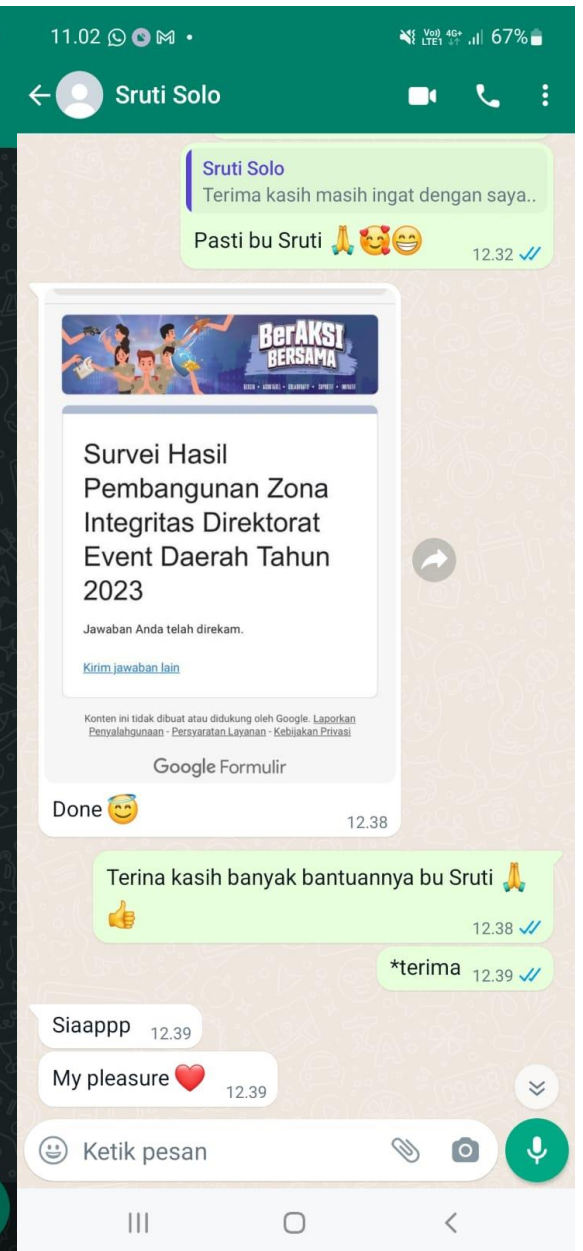 11.02
Vo)) 4G+
LTE1
67%
Sruti Solo
Sruti Solo
Terima kasih masih ingat dengan saya..
Pasti bu Sruti 🙏🥰😁
12.32
BerAKSI
BERSAMA
Survei Hasil
Pembangunan Zona
Integritas Direktorat
Event Daerah Tahun
2023
Jawaban Anda telah direkam.
Kirim jawaban lain
Konten ini tidak dibuat atau didukung oleh Google. Laporkan
Penyalahgunaan - Persyaratan Layanan - Kebijakan Privasi
Google Formulir
Done 😇
12.38
Terina kasih banyak bantuannya bu Sruti 🙏
👍
12.38
*terima 12.39
Siaappp 12.39
My pleasure ❤️ 12.39
Ketik pesan